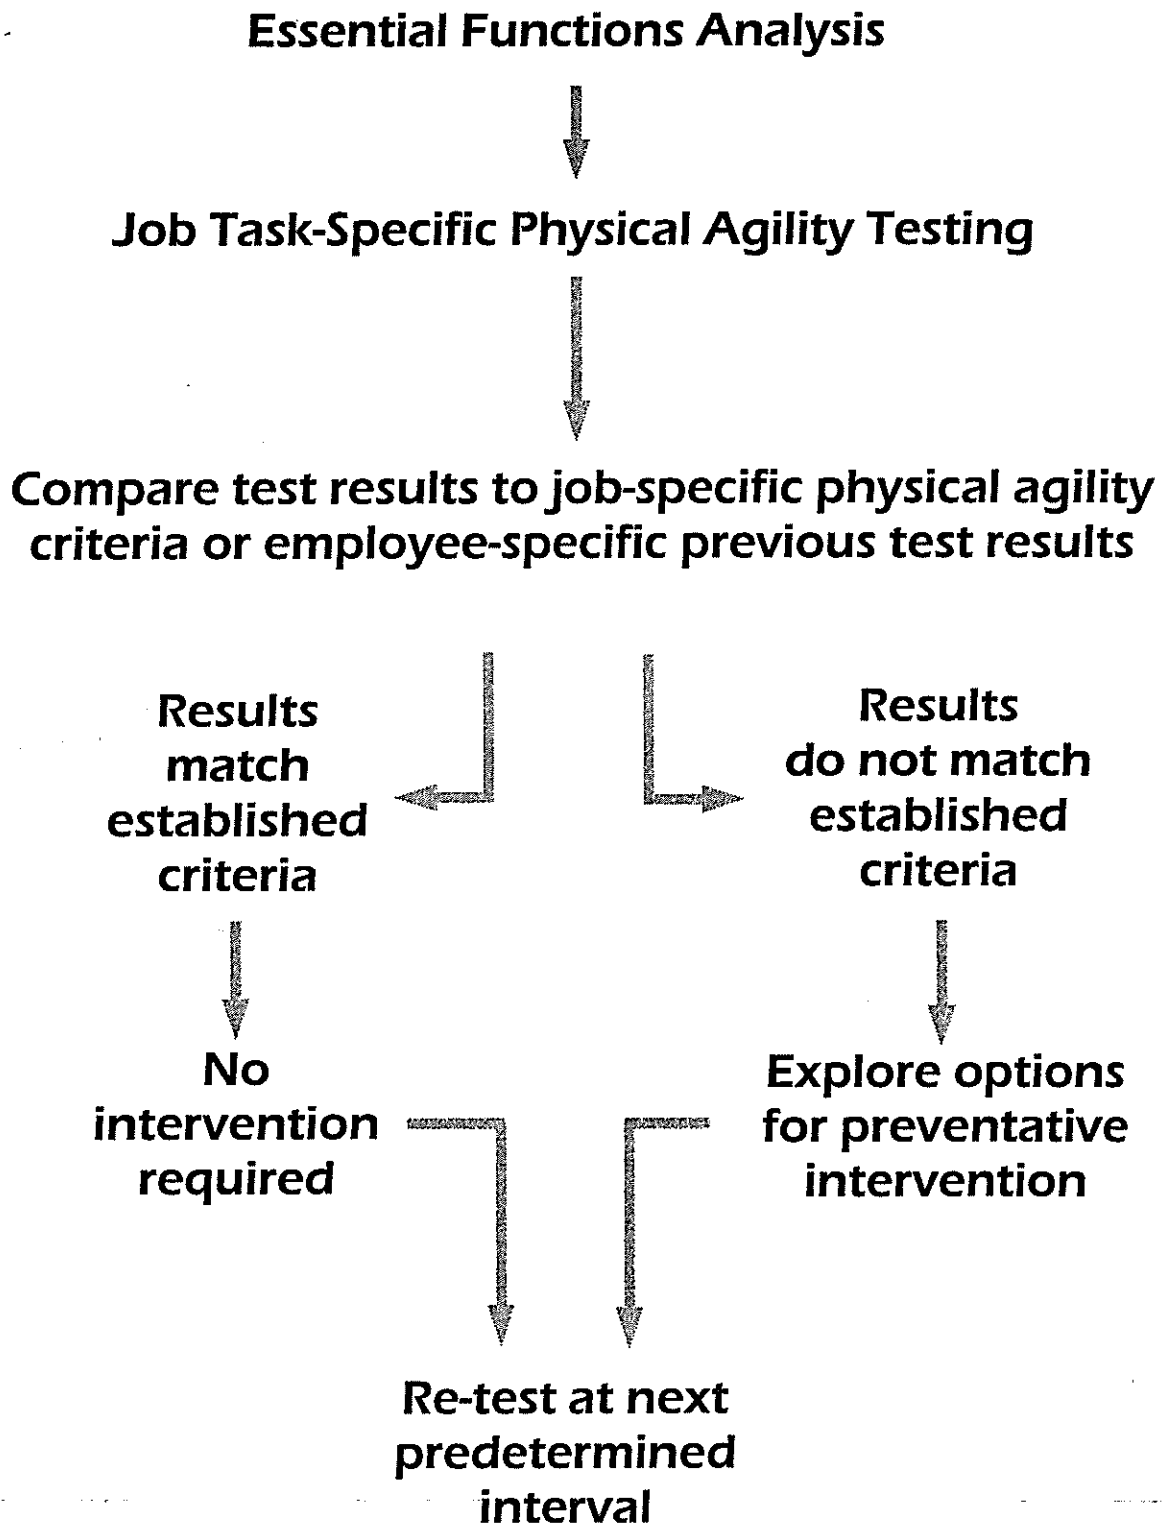 Essential Functions Analysis
Job Task-Specific Physical Agility Testing
Compare test results to job-specific physical agility
criteria or employee-specific previous test results
Results
match
established
criteria
Results
do not match
established
criteria
No
intervention
required
Explore options
for preventative
intervention
Re-test at next
predetermined
interval